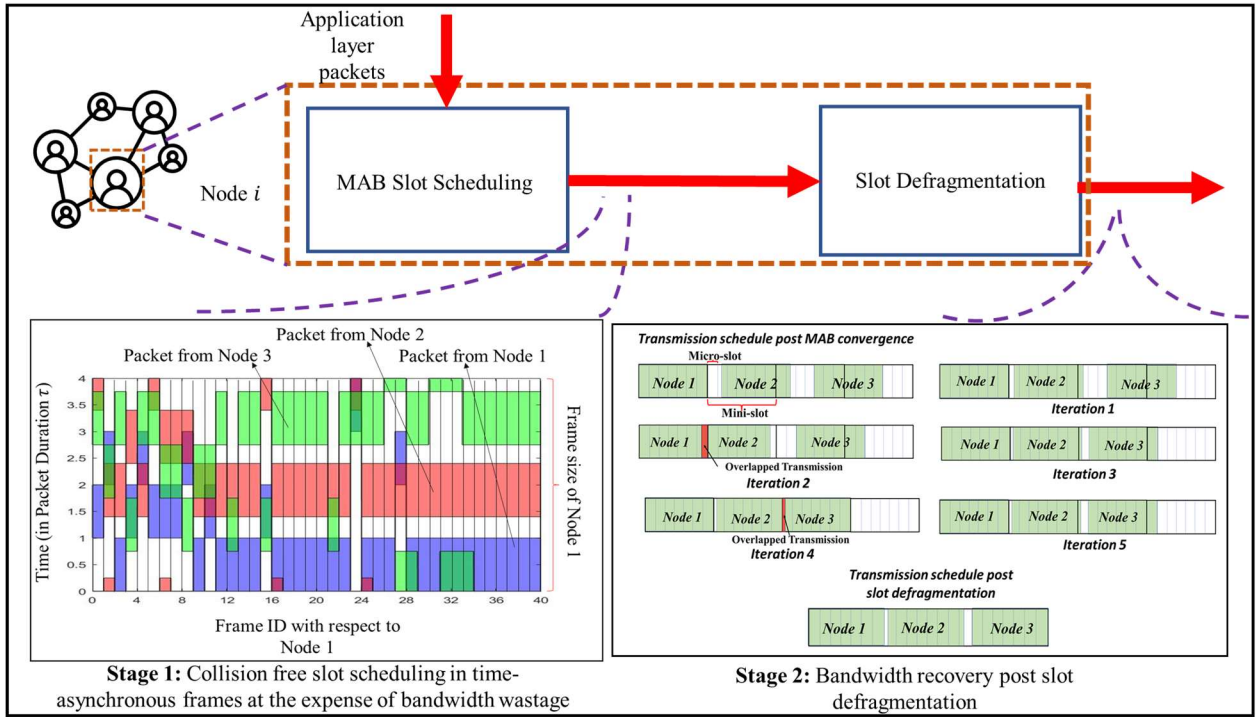 Application
layer
packets
Node i
MAB Slot Scheduling
Slot Defragmentation
Packet from Node 2
Packet from Node 3
Packet from Node 1
Time (in Packet Duration τ)
4
3.5
3
2.5
2
1.5
1
0.5
0
0 4 8 12 16 20 24 28 32 36 40
Frame size of Node 1
Frame ID with respect to
Node 1
Stage 1: Collision free slot scheduling in time-
asynchronous frames at the expense of bandwidth wastage
Transmission schedule post MAB convergence
Micro-slot
Node 1 Node 2 Node 3
Mini-slot
Node 1 Node 2 Node 3
Iteration 1
Node 1 Node 2 Node 3
Overlapped Transmission
Iteration 2
Node 1 Node 2 Node 3
Iteration 3
Node 1 Node 2 Node 3
Overlapped Transmission
Iteration 4
Node 1 Node 2 Node 3
Iteration 5
Transmission schedule post
slot defragmentation
Node 1 Node 2 Node 3
Stage 2: Bandwidth recovery post slot
defragmentation